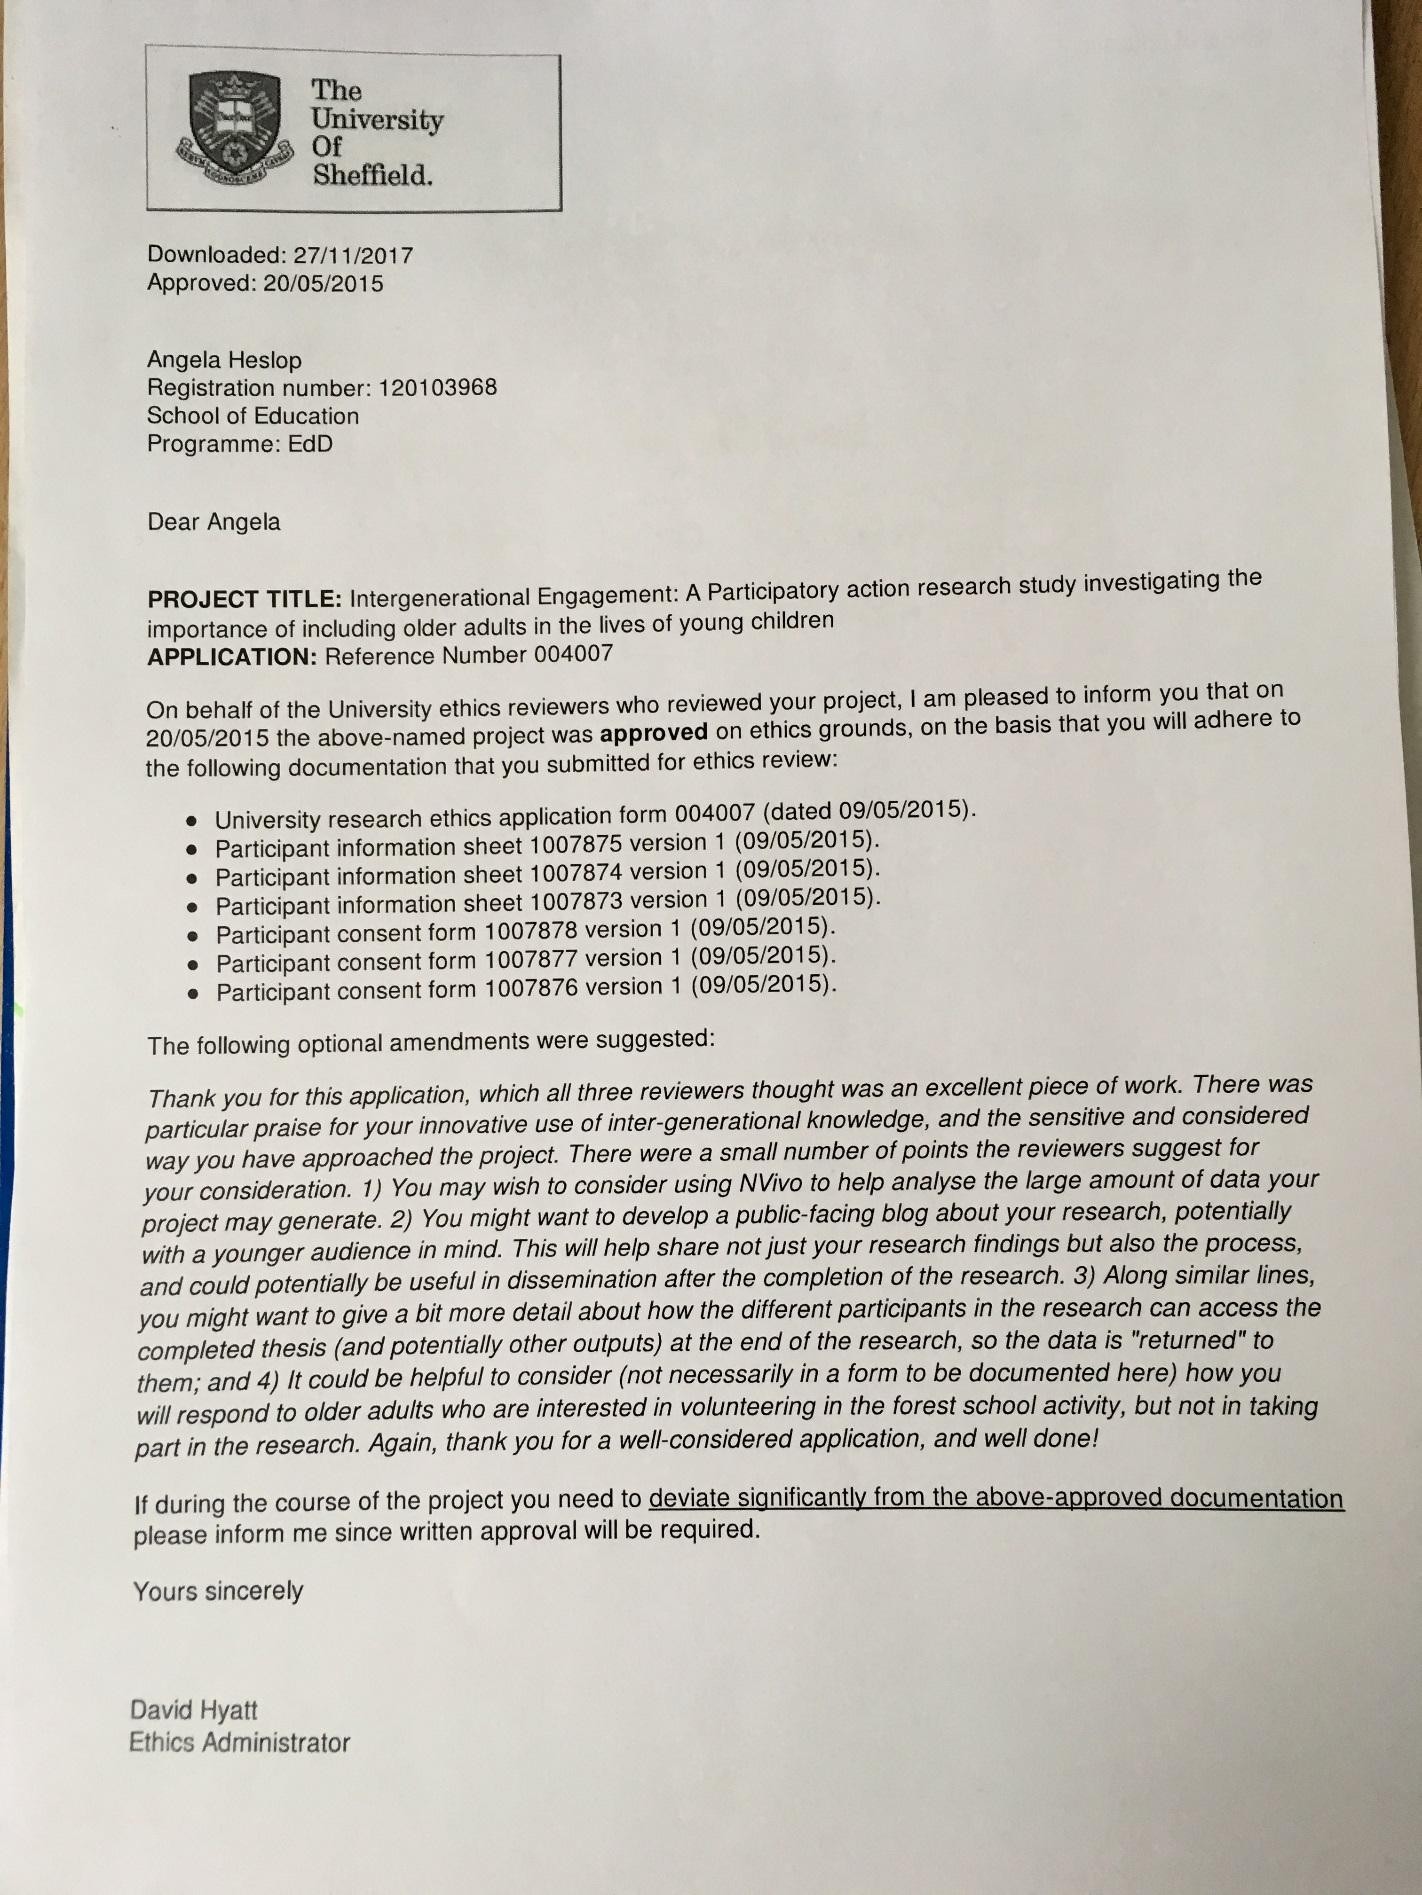 The
University
Of
Sheffield.
Downloaded: 27/11/2017
Approved: 20/05/2015
Angela Heslop
Registration number: 120103968
School of Education
Programme: EdD
Dear Angela
PROJECT TITLE: Intergenerational Engagement: A Participatory action research study investigating the
importance of including older adults in the lives of young children
APPLICATION: Reference Number 004007
On behalf of the University ethics reviewers who reviewed your project, I am pleased to inform you that on
20/05/2015 the above-named project was approved on ethics grounds, on the basis that you will adhere to
the following documentation that you submitted for ethics review:
• University research ethics application form 004007 (dated 09/05/2015).
• Participant information sheet 1007875 version 1 (09/05/2015).
• Participant information sheet 1007874 version 1 (09/05/2015).
• Participant information sheet 1007873 version 1 (09/05/2015).
• Participant consent form 1007878 version 1 (09/05/2015).
• Participant consent form 1007877 version 1 (09/05/2015).
• Participant consent form 1007876 version 1 (09/05/2015).
The following optional amendments were suggested:
Thank you for this application, which all three reviewers thought was an excellent piece of work. There was
particular praise for your innovative use of inter-generational knowledge, and the sensitive and considered
way you have approached the project. There were a small number of points the reviewers suggest for
your consideration. 1) You may wish to consider using NVivo to help analyse the large amount of data your
project may generate. 2) You might want to develop a public-facing blog about your research, potentially
with a younger audience in mind. This will help share not just your research findings but also the process,
and could potentially be useful in dissemination after the completion of the research. 3) Along similar lines,
you might want to give a bit more detail about how the different participants in the research can access the
completed thesis (and potentially other outputs) at the end of the research, so the data is "returned" to
them; and 4) It could be helpful to consider (not necessarily in a form to be documented here) how you
will respond to older adults who are interested in volunteering in the forest school activity, but not in taking
part in the research. Again, thank you for a well-considered application, and well done!
If during the course of the project you need to deviate significantly from the above-approved documentation
please inform me since written approval will be required.
Yours sincerely
David Hyatt
Ethics Administrator